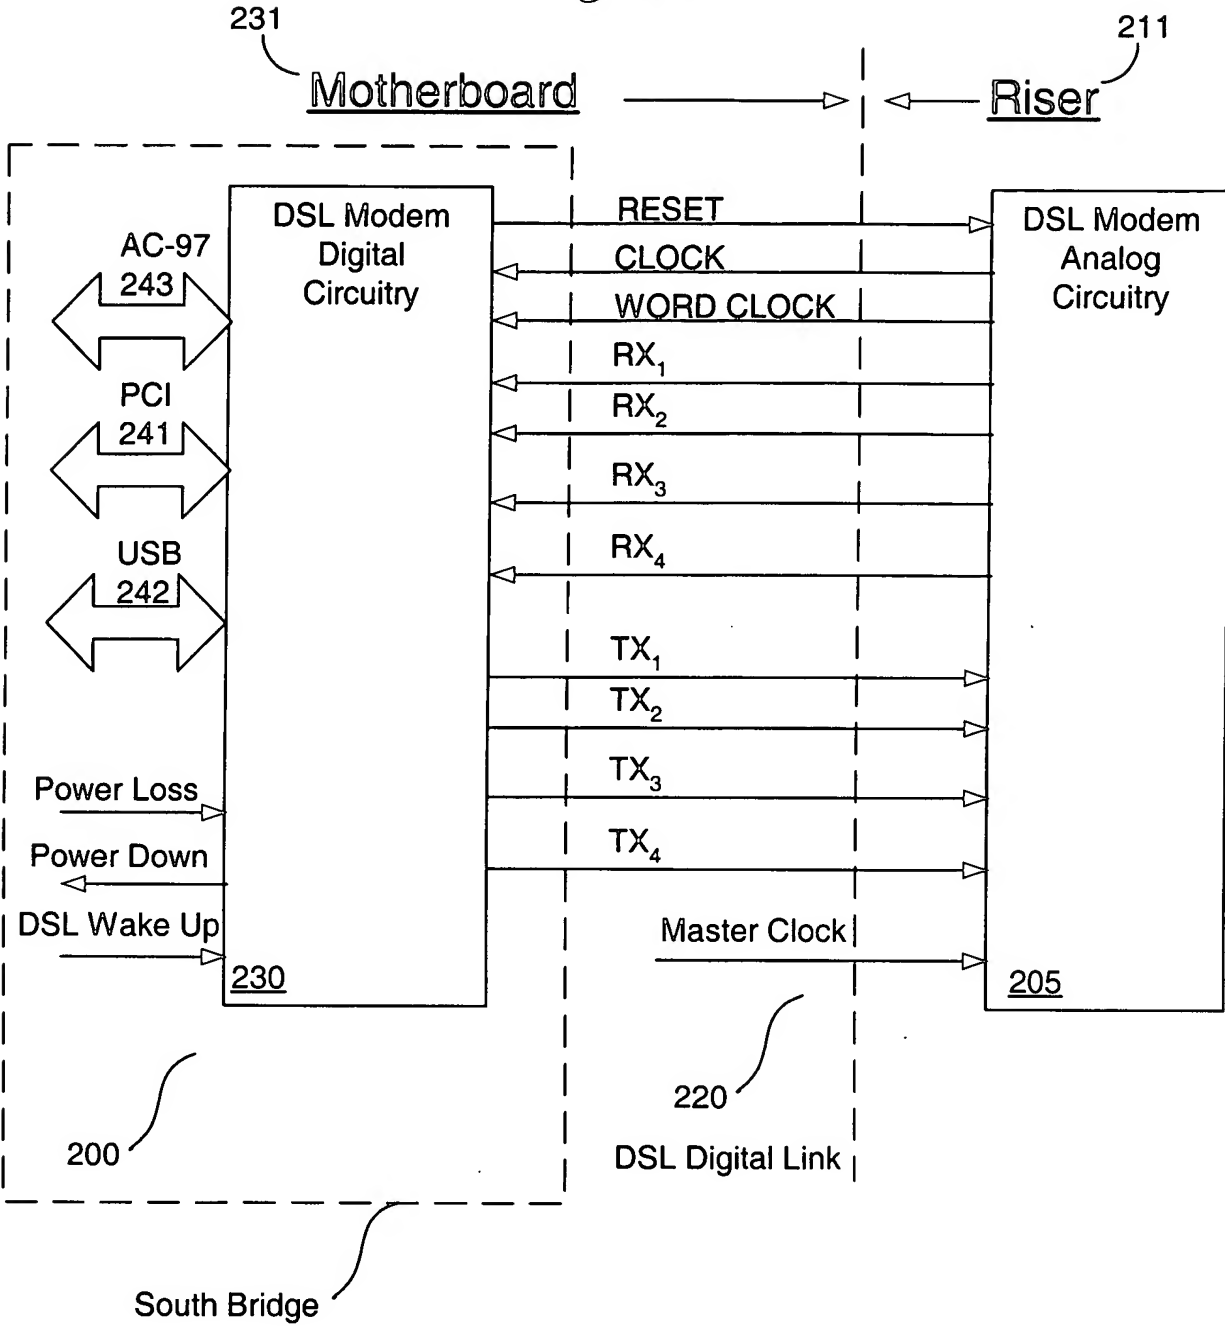 231
211
Motherboard
Riser
DSL Modem
Digital
Circuitry
AC-97
243
PCI
241
USB
242
Power Loss
Power Down
DSL Wake Up
230
RESET
CLOCK
WORD CLOCK
RX1
RX2
RX3
RX4
TX1
TX2
TX3
TX4
Master Clock
DSL Modem
Analog
Circuitry
205
200
220
DSL Digital Link
South Bridge